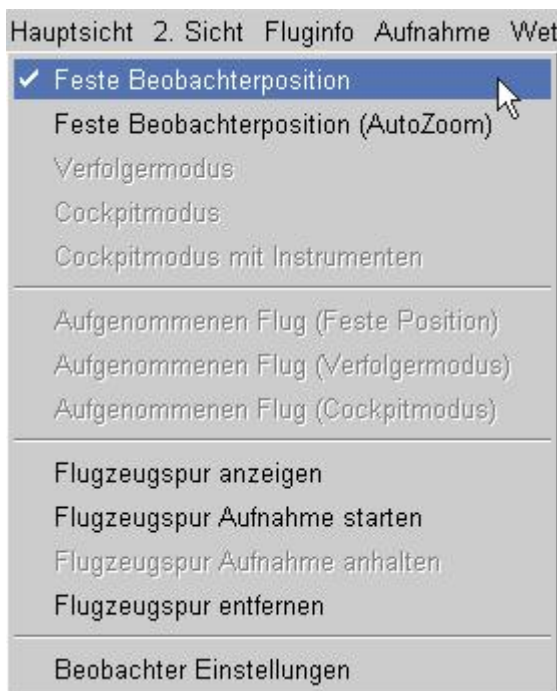 Hauptsicht 2. Sicht Fluginfo Aufnahme Wet
Feste Beobachterposition
Feste Beobachterposition (AutoZoom)
Verfolgermodus
Cockpitmodus
Cockpitmodus mit Instrumenten
Aufgenommenen Flug (Feste Position)
Aufgenommenen Flug (Verfolgermodus)
Aufgenommenen Flug (Cockpitmodus)
Flugzeugspur anzeigen
Flugzeugspur Aufnahme starten
Flugzeugspur Aufnahme anhalten
Flugzeugspur entfernen
Beobachter Einstellungen